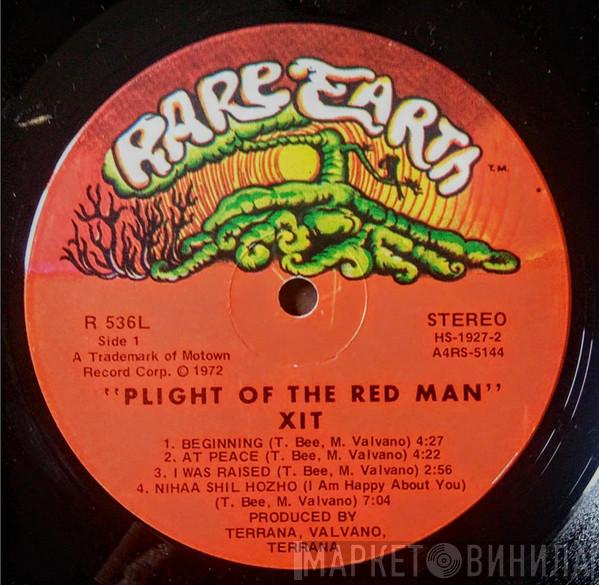 RARE EARTH
T.M.
R 536L
Side 1
A Trademark of Motown
Record Corp. © 1972
STEREO
HS-1927-2
A4RS-5144
"PLIGHT OF THE RED MAN"
XIT
1. BEGINNING (T. Bee, M. Valvano) 4:27
2. AT PEACE (T. Bee, M. Valvano) 4:22
3. I WAS RAISED (T. Bee, M. Valvano) 2:56
4. NIHAA SHIL HOZHO (I Am Happy About You)
(T. Bee, M. Valvano) 7:04
PRODUCED BY
TERRANA, VALVANO,
TERRANA
МАРКЕТ ВИНИЛА